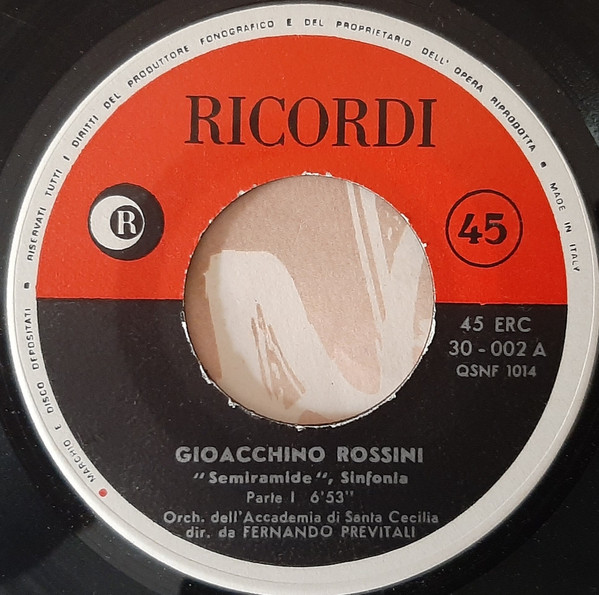 MARCHIO E DISCO DEPOSITATI • RISERVATI TUTTI I DIRITTI DEL PRODUTTORE FONOGRAFICO E DEL PROPRIETARIO DELL'OPERA RIPRODOTTA • MADE IN ITALY
RICORDI
R
45
45 ERC
30 - 002 A
QSNF 1014
GIOACCHINO ROSSINI
"Semiramide", Sinfonia
Parte I 6'53"
Orch. dell'Accademia di Santa Cecilia
dir. da FERNANDO PREVITALI